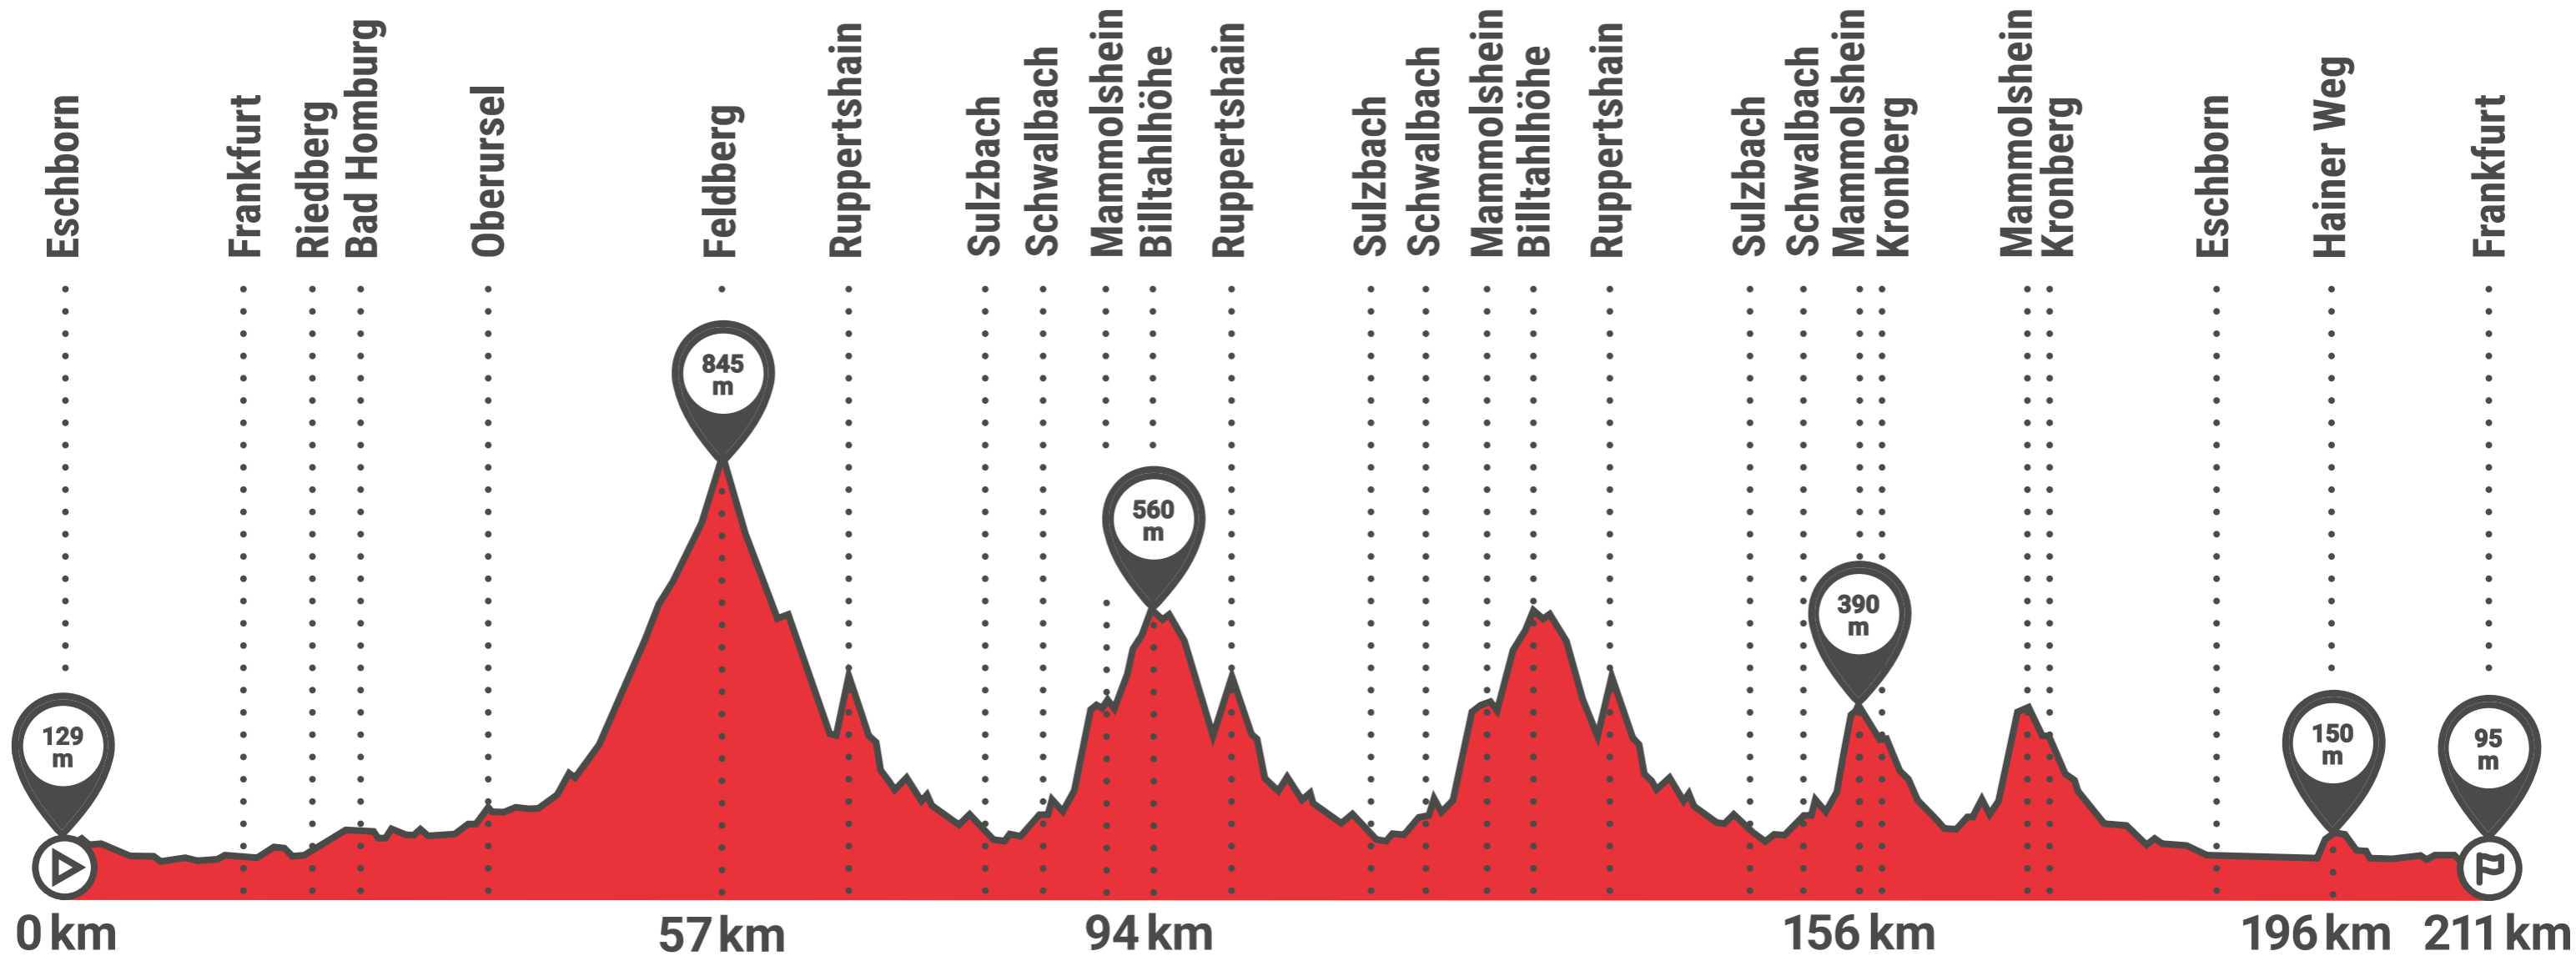 Eschborn
Frankfurt
Riedberg
Bad Homburg
Oberursel
Feldberg
Ruppertshain
Sulzbach
Schwalbach
Mammolshein
Billtahlhöhe
Ruppertshain
Sulzbach
Schwalbach
Mammolshein
Billtahlhöhe
Ruppertshain
Sulzbach
Schwalbach
Mammolshein
Kronberg
Mammolshein
Kronberg
Eschborn
Hainer Weg
Frankfurt
129
m
845
m
560
m
390
m
150
m
95
m
0 km
57 km
94 km
156 km
196 km
211 km